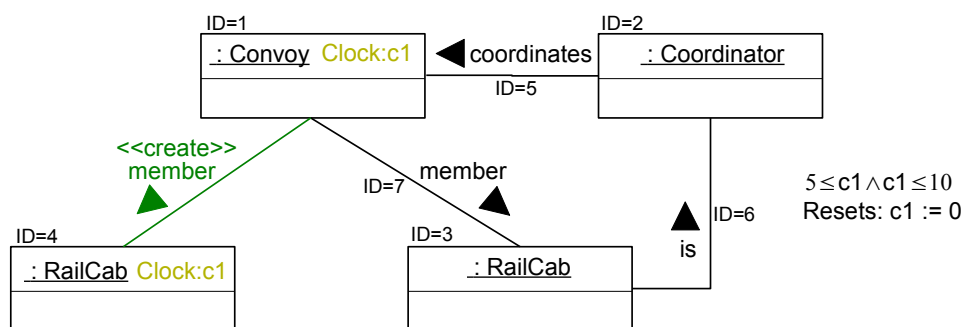 ID=1
: Convoy Clock:c1
coordinates
ID=5
ID=2
: Coordinator
<<create>>
member
member
ID=7
5≤c1∧c1≤10
Resets: c1 := 0
ID=6
is
ID=4
: RailCab Clock:c1
ID=3
: RailCab